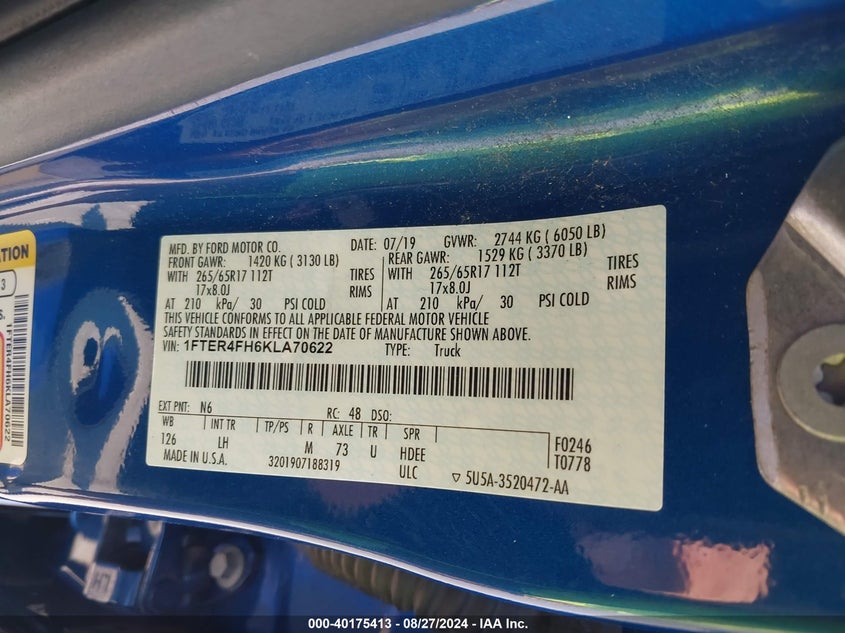 MFD. BY FORD MOTOR CO. DATE: 07/19 GVWR: 2744 KG ( 6050 LB)
FRONT GAWR: 1420 KG ( 3130 LB) REAR GAWR: 1529 KG ( 3370 LB)
WITH 265/65R17 112T TIRES WITH 265/65R17 112T TIRES
17x8.0J RIMS 17x8.0J RIMS
AT 210 kPa/ 30 PSI COLD AT 210 kPa/ 30 PSI COLD
THIS VEHICLE CONFORMS TO ALL APPLICABLE FEDERAL MOTOR VEHICLE
SAFETY STANDARDS IN EFFECT ON THE DATE OF MANUFACTURE SHOWN ABOVE.
VIN: 1FTER4FH6KLA70622 TYPE: Truck
EXT PNT: N6 RC: 48 DSO:
WB INT TR TP/PS R AXLE TR SPR
126 LH M 73 U HDEE F0246
MADE IN U.S.A. 3201907188319 ULC T0778
▽ 5U5A-3520472-AA
ATION
3
S.
1FTER4FH6KLA70622
000-40175413 - 08/27/2024 - IAA Inc.